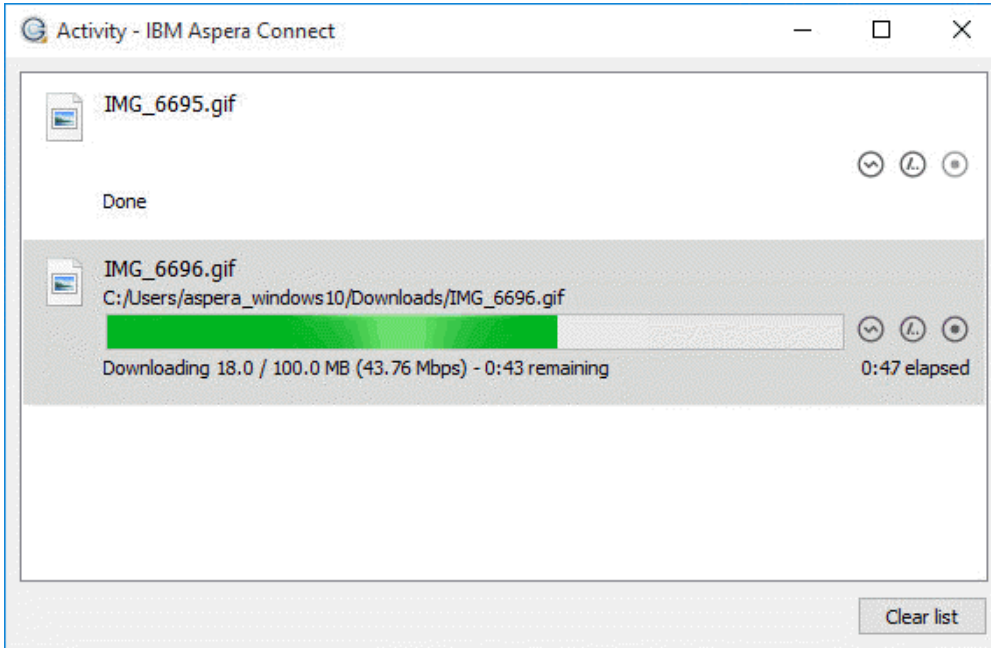 Activity - IBM Aspera Connect
IMG_6695.gif
Done
IMG_6696.gif
C:/Users/aspera_windows10/Downloads/IMG_6696.gif
Downloading 18.0 / 100.0 MB (43.76 Mbps) - 0:43 remaining 0:47 elapsed
Clear list